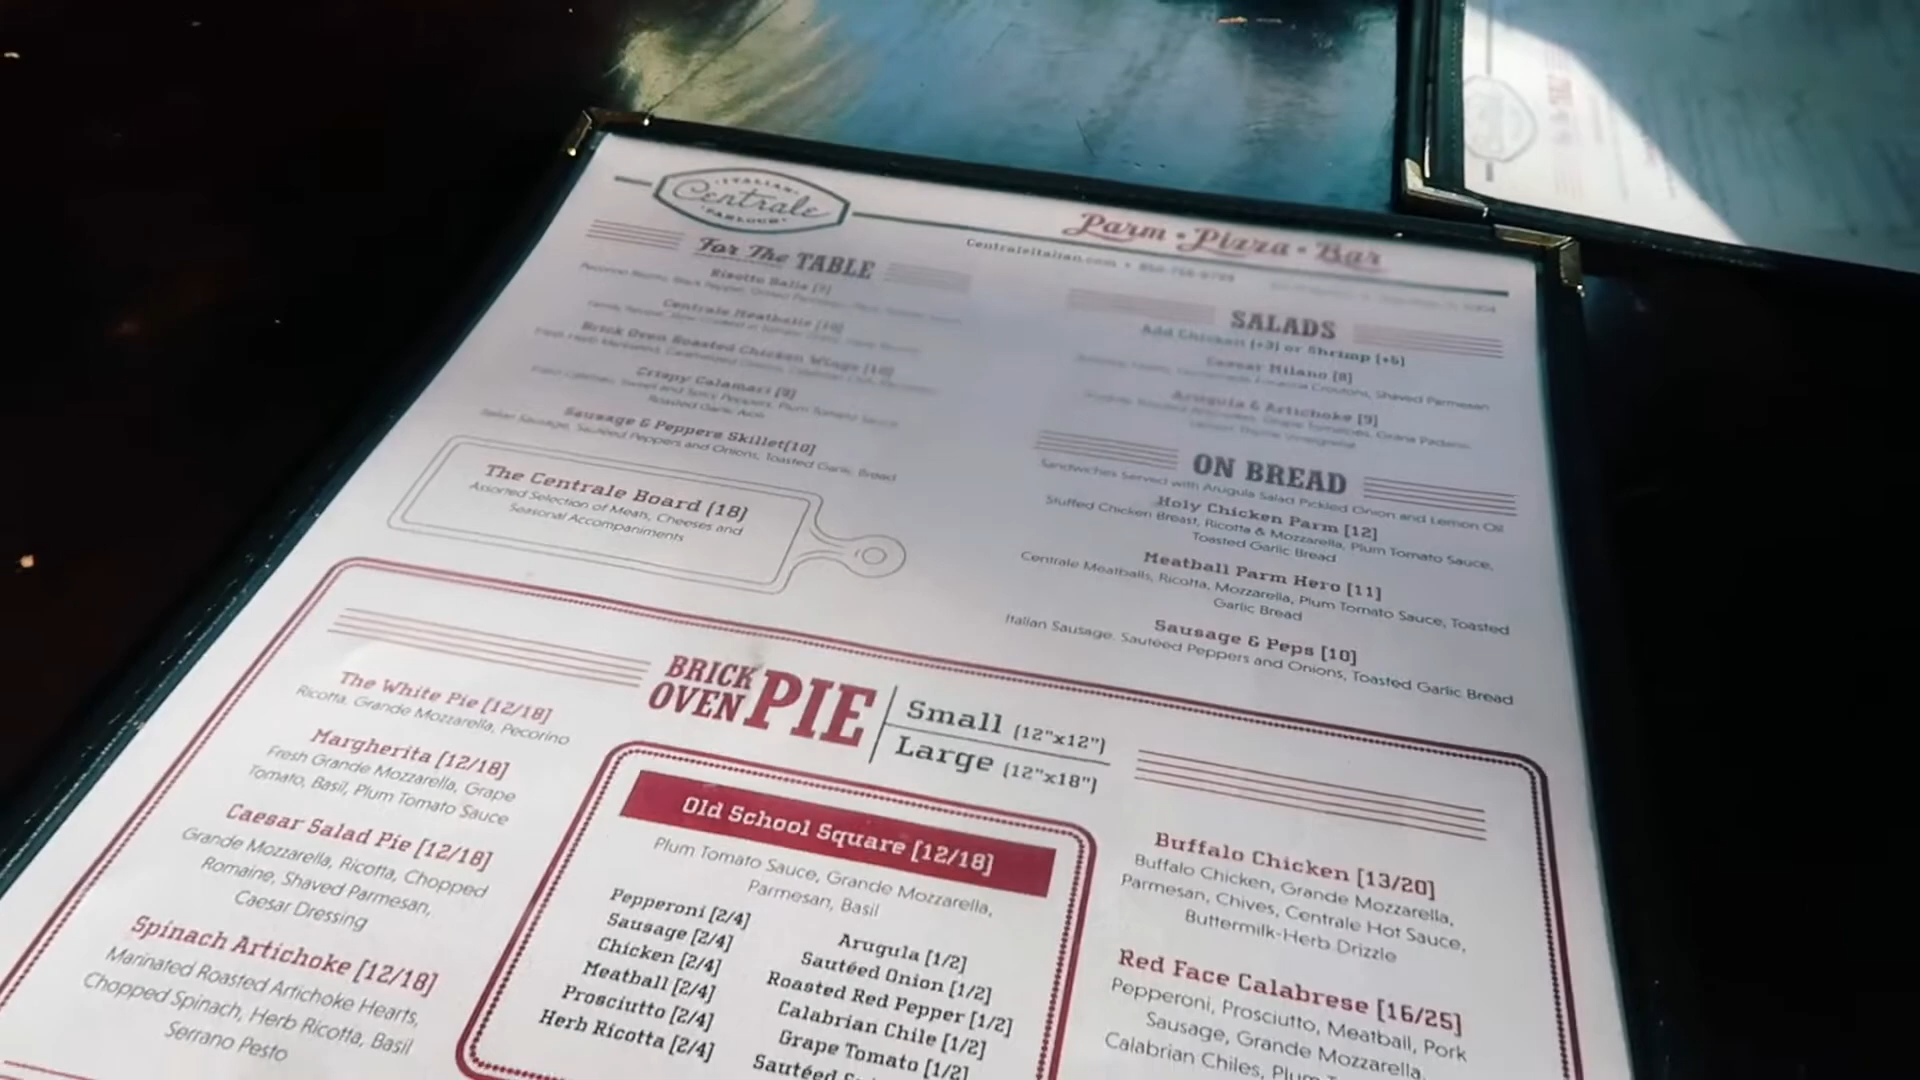 ITALIAN
Centrale
PARLOUR
Parm • Pizza • Bar
CentraleItalian.com
For The TABLE
Risotto Balls
Centrale Meatballs [10]
Brick Oven Roasted Chicken Wings [10]
Crispy Calamari [9]
Roasted Garlic Aioli
Sausage & Peppers Skillet[10]
Italian Sausage, Sautéed Peppers and Onions, Toasted Garlic Bread
The Centrale Board [18]
Assorted Selection of Meats, Cheeses and
Seasonal Accompaniments
SALADS
Add Chicken [+3] or Shrimp [+5]
Caesar Milano [8]
Croutons, Shaved Parmesan
Arugula & Artichoke [9]
ON BREAD
Sandwiches Served with Arugula Salad Pickled Onion and Lemon Oil
Holy Chicken Parm [12]
Stuffed Chicken Breast, Ricotta & Mozzarella, Plum Tomato Sauce,
Toasted Garlic Bread
Meatball Parm Hero [11]
Centrale Meatballs, Ricotta, Mozzarella, Plum Tomato Sauce, Toasted
Garlic Bread
Sausage & Peps [10]
Italian Sausage, Sautéed Peppers and Onions, Toasted Garlic Bread
BRICK OVEN PIE
Small (12"x12")
Large (12"x18")
The White Pie [12/18]
Ricotta, Grande Mozzarella, Pecorino
Margherita [12/18]
Fresh Grande Mozzarella, Grape
Tomato, Basil, Plum Tomato Sauce
Caesar Salad Pie [12/18]
Grande Mozzarella, Ricotta, Chopped
Romaine, Shaved Parmesan,
Caesar Dressing
Spinach Artichoke [12/18]
Marinated Roasted Artichoke Hearts,
Chopped Spinach, Herb Ricotta, Basil
Serrano Pesto
Old School Square [12/18]
Plum Tomato Sauce, Grande Mozzarella,
Parmesan, Basil
Pepperoni [2/4]
Sausage [2/4]
Chicken [2/4]
Meatball [2/4]
Prosciutto [2/4]
Herb Ricotta [2/4]
Arugula [1/2]
Sautéed Onion [1/2]
Roasted Red Pepper [1/2]
Calabrian Chile [1/2]
Grape Tomato [1/2]
Sautéed
Buffalo Chicken [13/20]
Buffalo Chicken, Grande Mozzarella,
Parmesan, Chives, Centrale Hot Sauce,
Buttermilk-Herb Drizzle
Red Face Calabrese [16/25]
Pepperoni, Prosciutto, Meatball, Pork
Sausage, Grande Mozzarella,
Calabrian Chiles, Plum